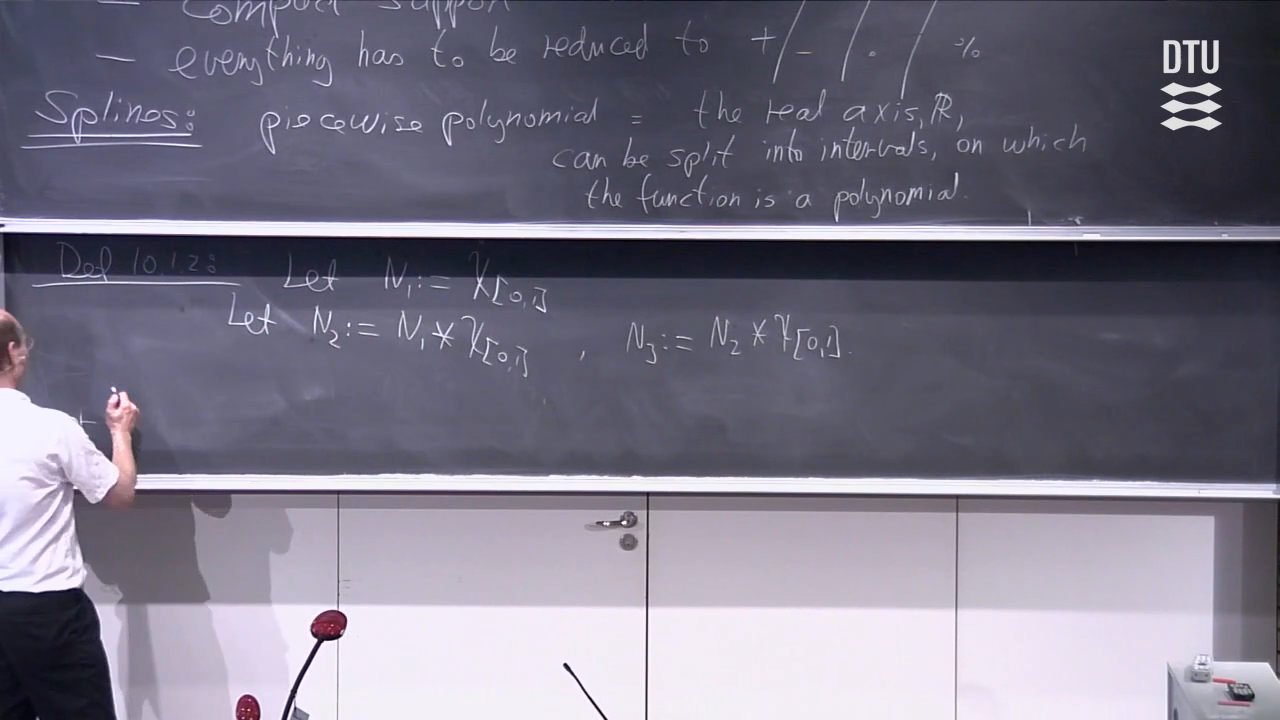 — compact support
— everything has to be reduced to +/- / · / %
DTU
Splines: piecewise polynomial = the real axis, ℝ,
can be split into intervals, on which
the function is a polynomial.
Def 10.1.2: Let N₁ := χ[0,1]
Let N₂ := N₁ * χ[0,1] , N₃ := N₂ * χ[0,1].